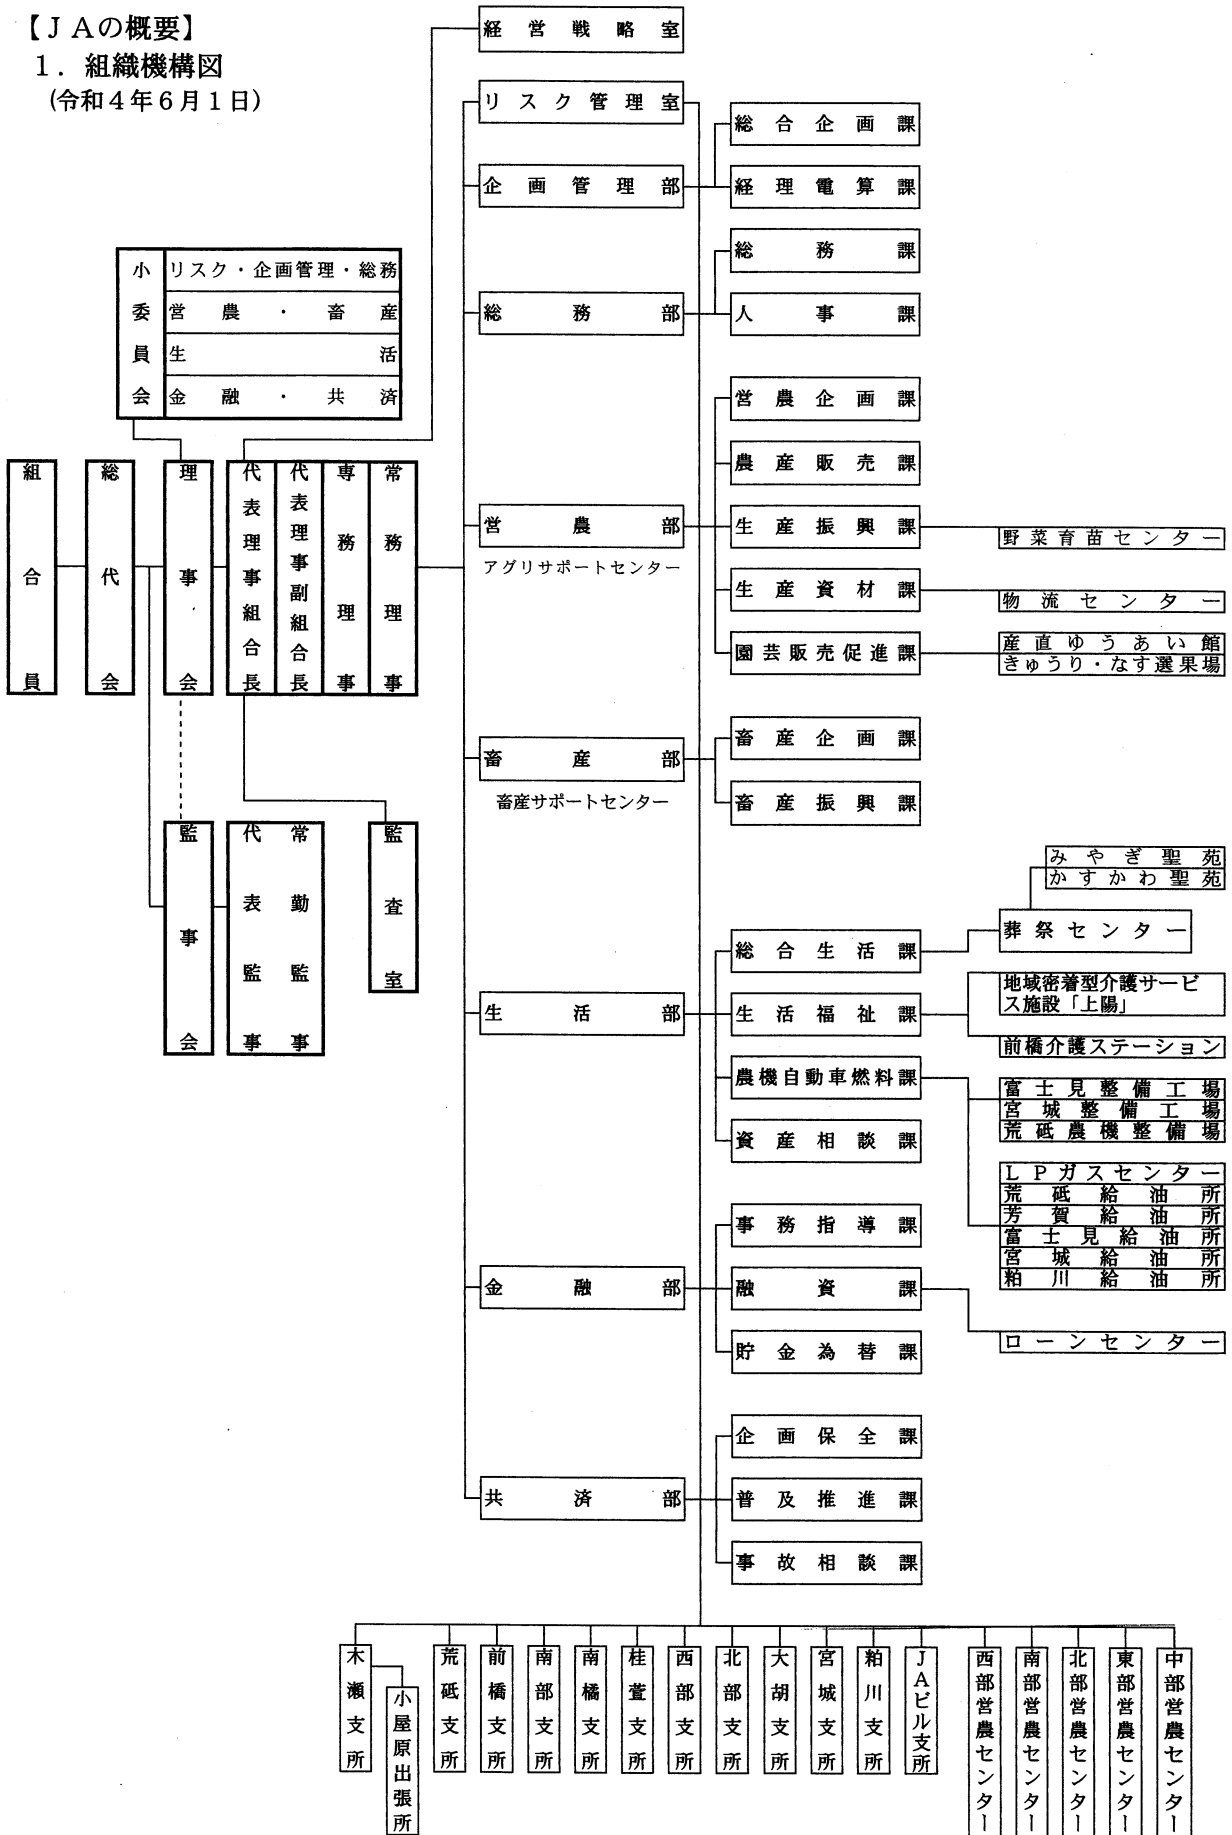 【ＪＡの概要】
１．組織機構図
(令和４年６月１日)
経営戦略室
リスク管理室
企画管理部
総合企画課
経理電算課
総務部
総務課
人事課
小委員会
リスク・企画管理・総務
営農・畜産
生活
金融・共済
組合員
総代会
理事会
代表理事組合長
代表理事副組合長
専務理事
常務理事
監事会
代表監事
常勤監事
監査室
営農部
アグリサポートセンター
営農企画課
農産販売課
生産振興課
野菜育苗センター
生産資材課
物流センター
園芸販売促進課
産直ゆうあい館
きゅうり・なす選果場
畜産部
畜産サポートセンター
畜産企画課
畜産振興課
生活部
総合生活課
みやぎ聖苑
かすかわ聖苑
葬祭センター
生活福祉課
地域密着型介護サービ
ス施設「上陽」
前橋介護ステーション
農機自動車燃料課
富士見整備工場
宮城整備工場
荒砥農機整備場
ＬＰガスセンター
荒砥給油所
芳賀給油所
富士見給油所
宮城給油所
粕川給油所
資産相談課
金融部
事務指導課
融資課
ローンセンター
貯金為替課
共済部
企画保全課
普及推進課
事故相談課
木瀬支所
小屋原出張所
荒砥支所
前橋支所
南部支所
南橘支所
桂萱支所
西部支所
北部支所
大胡支所
宮城支所
粕川支所
ＪＡビル支所
西部営農センター
南部営農センター
北部営農センター
東部営農センター
中部営農センター